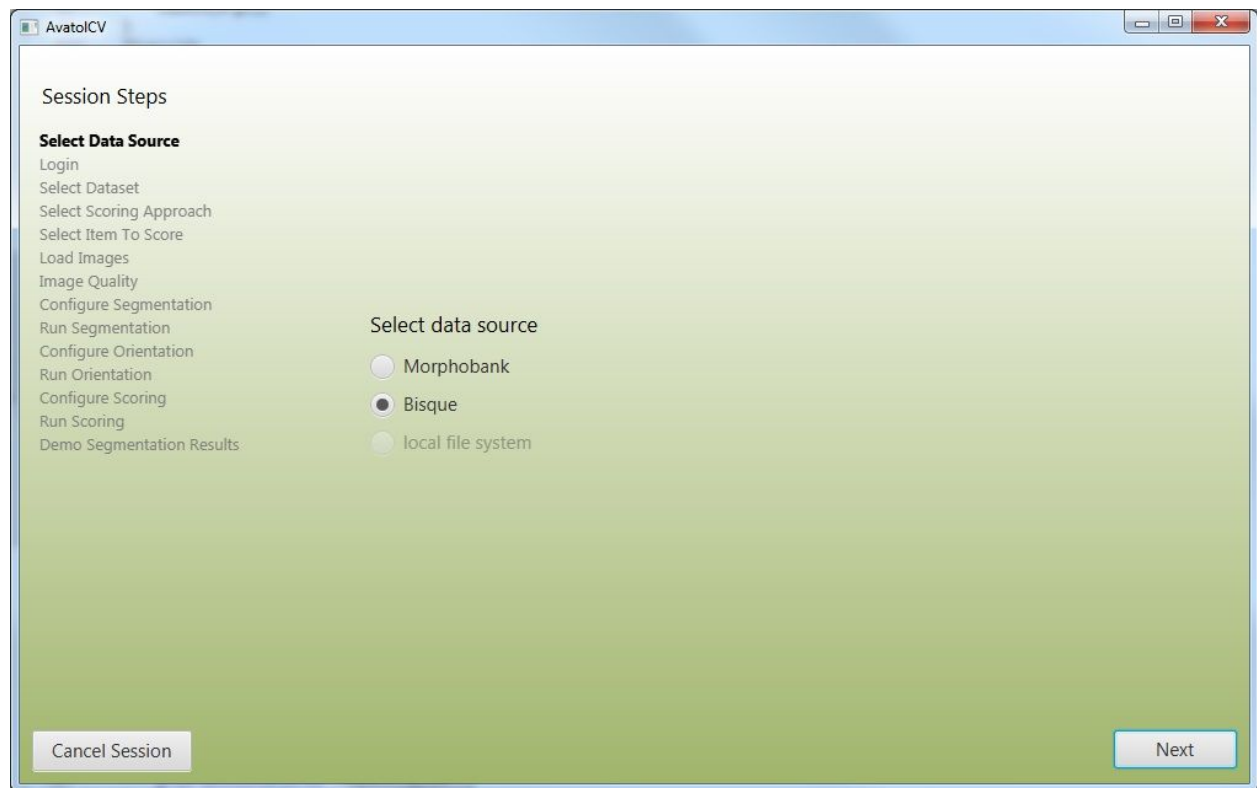 AvatolCV
Session Steps
Select Data Source
Login
Select Dataset
Select Scoring Approach
Select Item To Score
Load Images
Image Quality
Configure Segmentation
Run Segmentation
Configure Orientation
Run Orientation
Configure Scoring
Run Scoring
Demo Segmentation Results
Select data source
Morphobank
Bisque
local file system
Cancel Session
Next